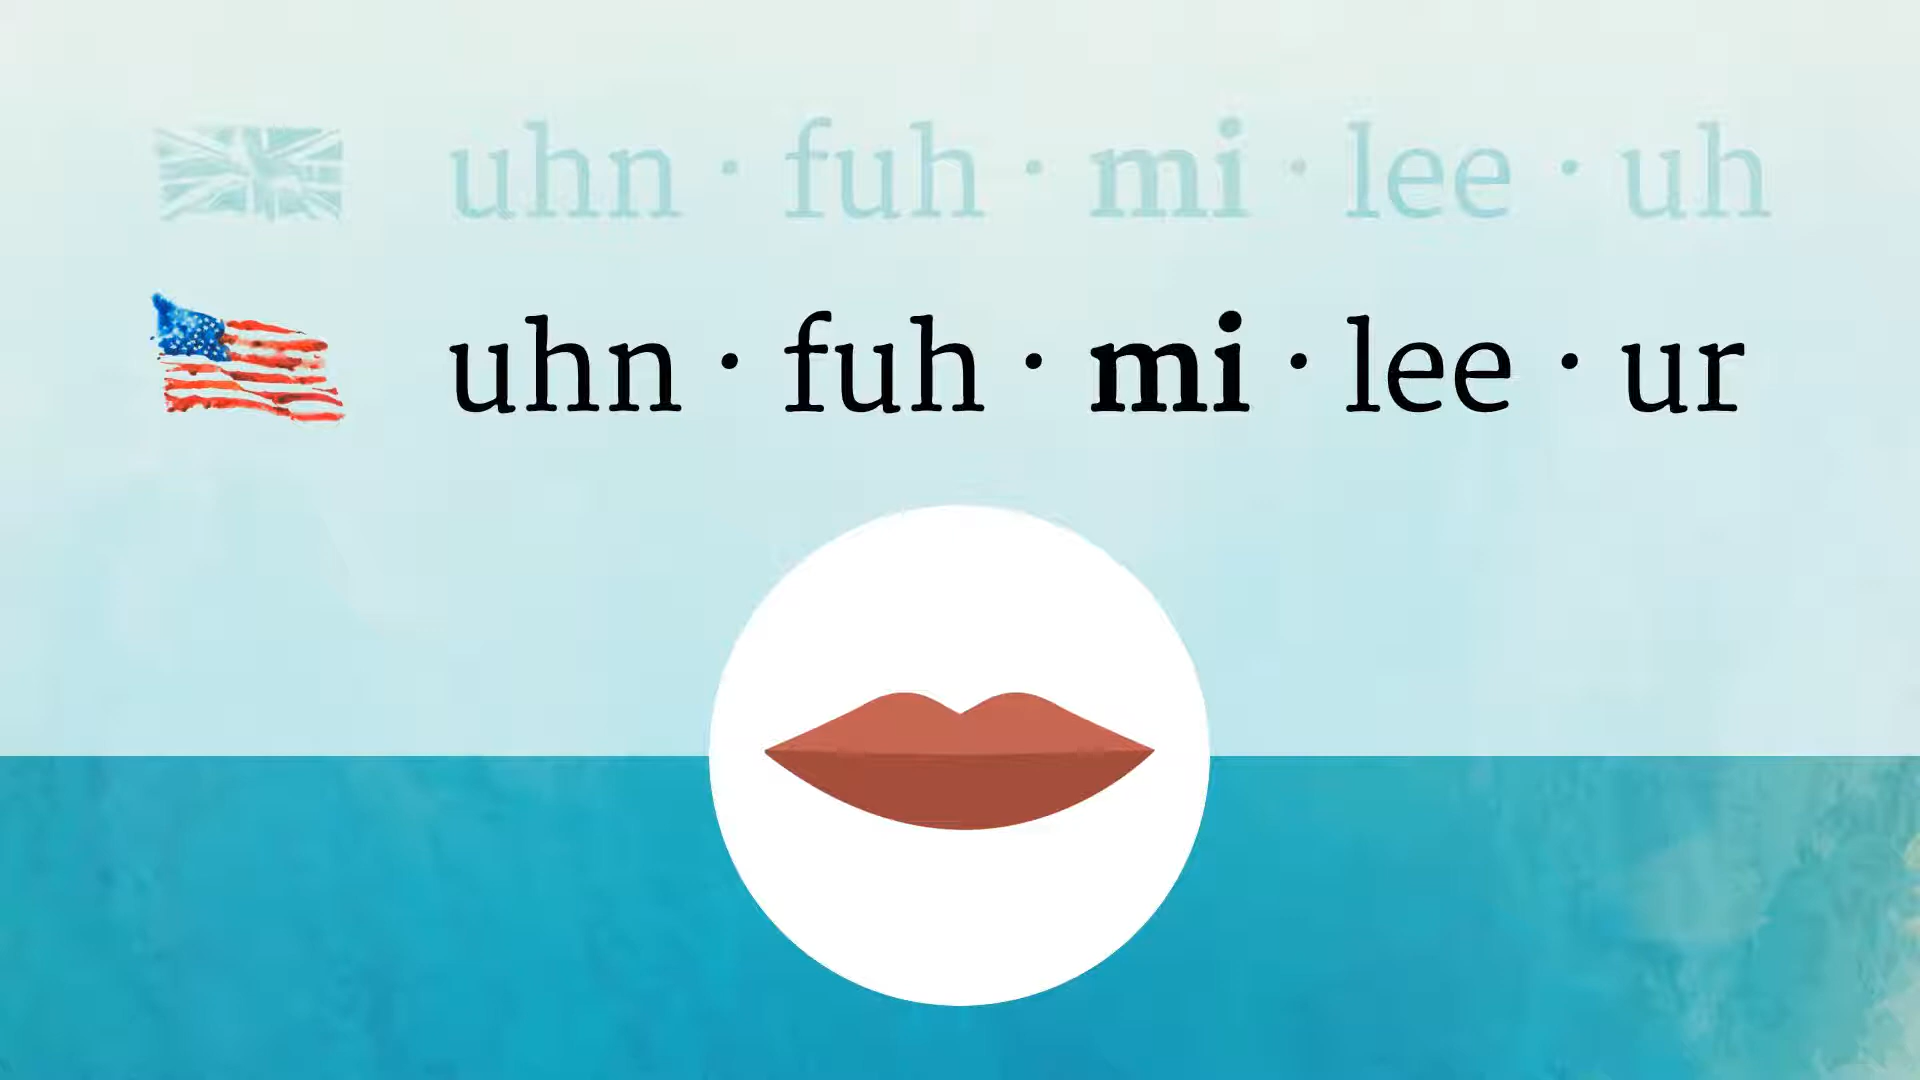 uhn · fuh · mi · lee · uh
uhn · fuh · mi · lee · ur